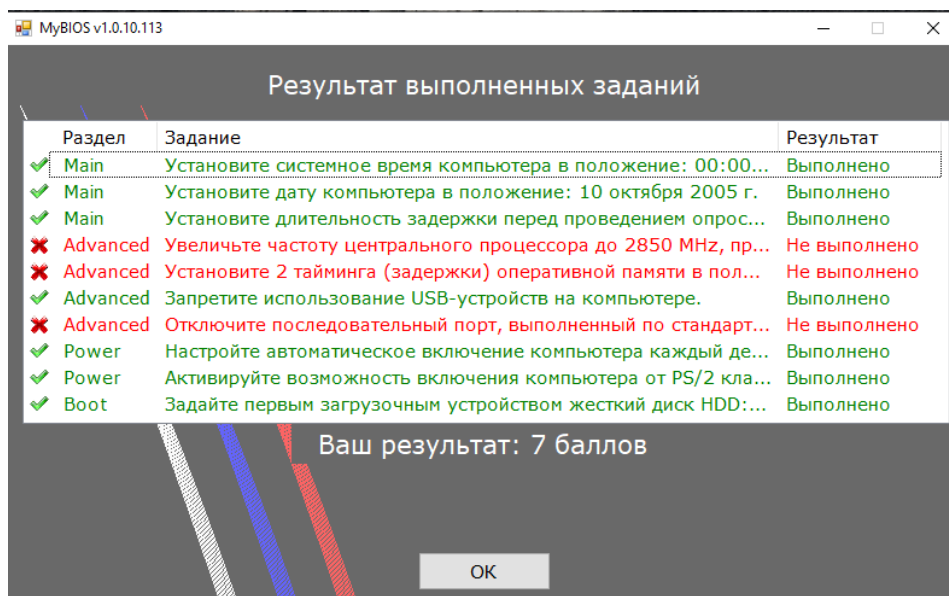 MyBIOS v1.0.10.113
Результат выполненных заданий
Раздел Задание Результат
Main Установите системное время компьютера в положение: 00:00... Выполнено
Main Установите дату компьютера в положение: 10 октября 2005 г. Выполнено
Main Установите длительность задержки перед проведением опрос... Выполнено
Advanced Увеличьте частоту центрального процессора до 2850 MHz, пр... Не выполнено
Advanced Установите 2 тайминга (задержки) оперативной памяти в пол... Не выполнено
Advanced Запретите использование USB-устройств на компьютере. Выполнено
Advanced Отключите последовательный порт, выполненный по стандарт... Не выполнено
Power Настройте автоматическое включение компьютера каждый де... Выполнено
Power Активируйте возможность включения компьютера от PS/2 кла... Выполнено
Boot Задайте первым загрузочным устройством жесткий диск HDD:... Выполнено
Ваш результат: 7 баллов
OK